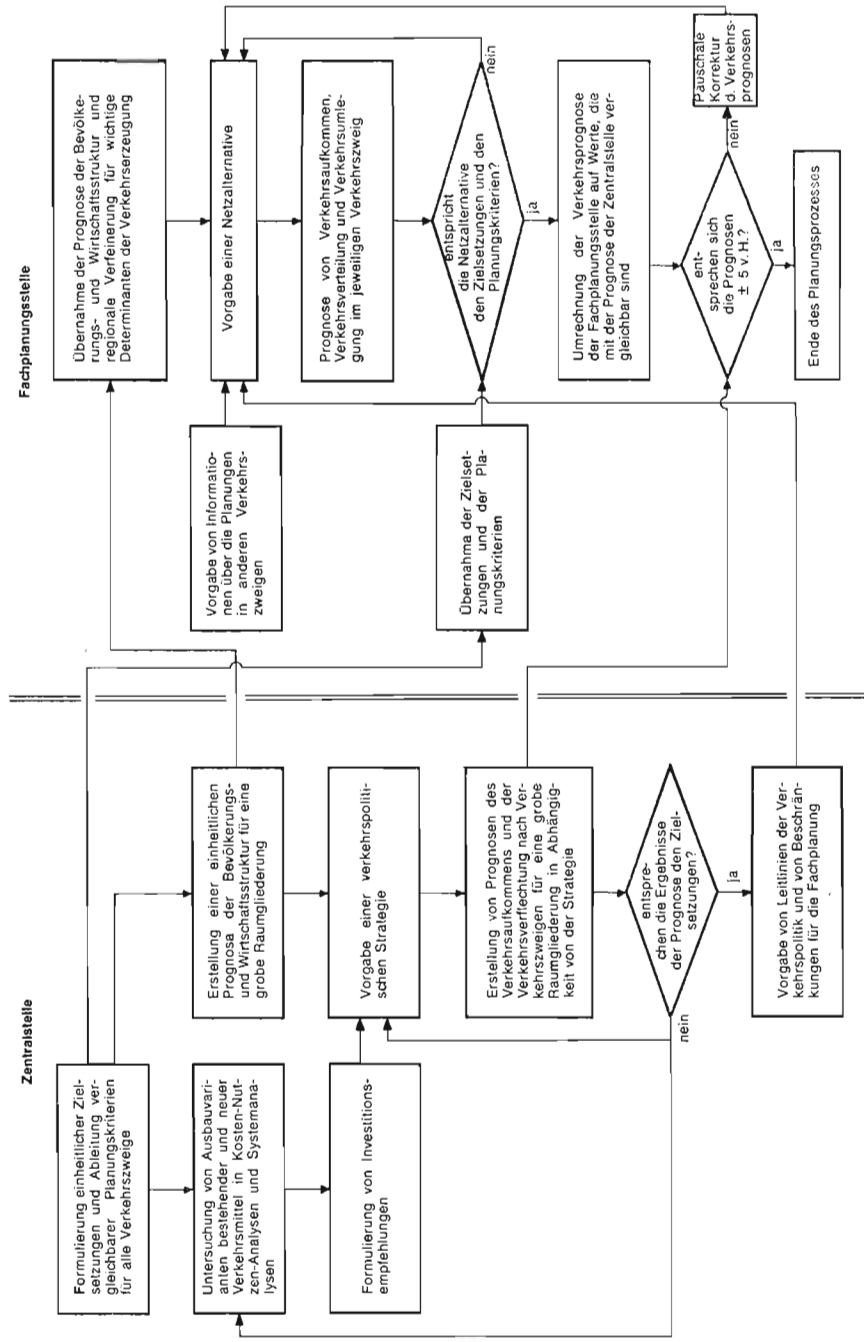 Zentralstelle
Formulierung einheitlicher Ziel-
setzungen und Ableitung ver-
gleichbarer Planungskriterien
für alle Verkehrszweige
Untersuchung von Ausbauvari-
anten bestehender und neuer
Verkehrsmittel in Kosten-Nut-
zen-Analysen und Systemana-
lysen
Formulierung von Investitions-
empfehlungen
Erstellung einer einheitlichen
Prognosa der Bevölkerungs-
und Wirtschaftsstruktur für eine
grobe Raumgliederung
Vorgabe einer verkehrspoliti-
schen Strategie
Erstellung von Prognosen des
Verkehrsaufkommens und der
Verkehrsverflechtung nach Ver-
kehrszweigen für eine grobe
Raumgliederung in Abhängig-
keit von der Strategie
entspre-
chen die Ergebnisse
der Prognose den Ziel-
setzungen?
nein
ja
Vorgabe von Leitlinien der Ver-
kehrspolitik und von Beschrän-
kungen für die Fachplanung
Fachplanungsstelle
Vorgabe von Informatio-
nen über die Planungen
in anderen Verkehrs-
zweigen
Übernahma der Zielset-
zungen und der Pla-
nungskriterien
Übernahme der Prognose der Bevölke-
rungs- und Wirtschaftsstruktur und
regionale Verfeinerung für wichtige
Determinanten der Verkehrserzeugung
Vorgabe einer Netzalternative
Prognose von Verkehrsaufkommen,
Verkehrsverteilung und Verkehrsumle-
gung im jeweiligen Verkehrszweig
entspricht
die Netzalternative
den Zielsetzungen und den
Planungskriterien?
nein
ja
Umrechnung der Verkehrsprognose
der Fachplanungsstelle auf Werte, die
mit der Prognose der Zentralstelle ver-
gleichbar sind
ent-
sprechen sich
die Prognosen
± 5 v. H.?
nein
ja
Pauschale
Korrektur
d. Verkehrs-
prognosen
Ende des Planungsprozesses